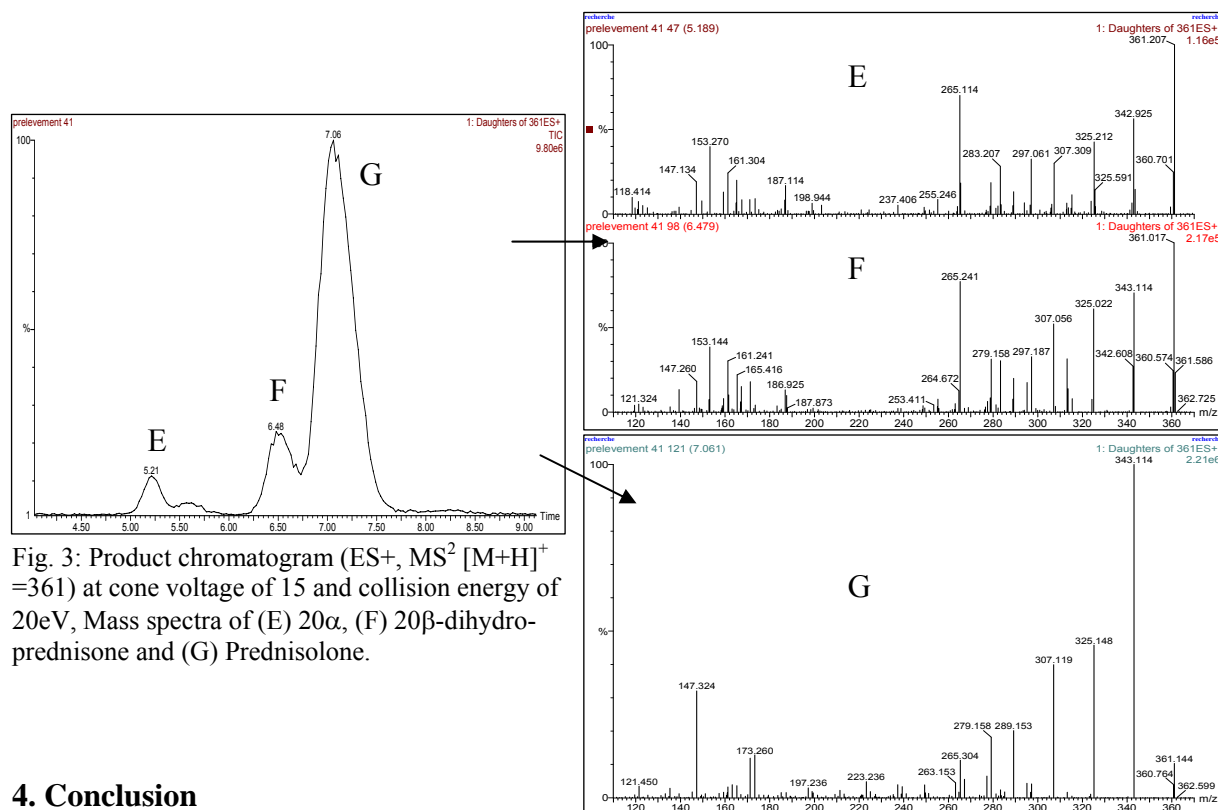 prelevement 41
1: Daughters of 361ES+
TIC
9.80e6
100
7.06
G
%
F
6.48
E
5.21
1
4.50 5.00 5.50 6.00 6.50 7.00 7.50 8.00 8.50 9.00 Time
Fig. 3: Product chromatogram (ES+, MS² [M+H]⁺
=361) at cone voltage of 15 and collision energy of
20eV, Mass spectra of (E) 20α, (F) 20β-dihydro-
prednisone and (G) Prednisolone.
4. Conclusion
recherche recherche
prelevement 41 47 (5.189) 1: Daughters of 361ES+
1.16e5
100 361.207
E
265.114
342.925
% 153.270 325.212
161.304 283.207 297.061 307.309 360.701
147.134 187.114 325.591
118.414 198.944 237.406 255.246
0
prelevement 41 98 (6.479) 1: Daughters of 361ES+
2.17e5
100 361.017
F
265.241
343.114
325.022
307.056
% 153.144
161.241 279.158 297.187
147.260 165.416 264.672 342.608 360.574 361.586
121.324 186.925 187.873 253.411 362.725
0 m/z
120 140 160 180 200 220 240 260 280 300 320 340 360
recherche recherche
prelevement 41 121 (7.061) 1: Daughters of 361ES+
2.21e6
100 343.114
G
% 325.148
307.119
147.324
279.158 289.153
173.260 265.304 361.144
121.450 197.236 223.236 263.153 360.764 362.599
0 m/z
120 140 160 180 200 220 240 260 280 300 320 340 360